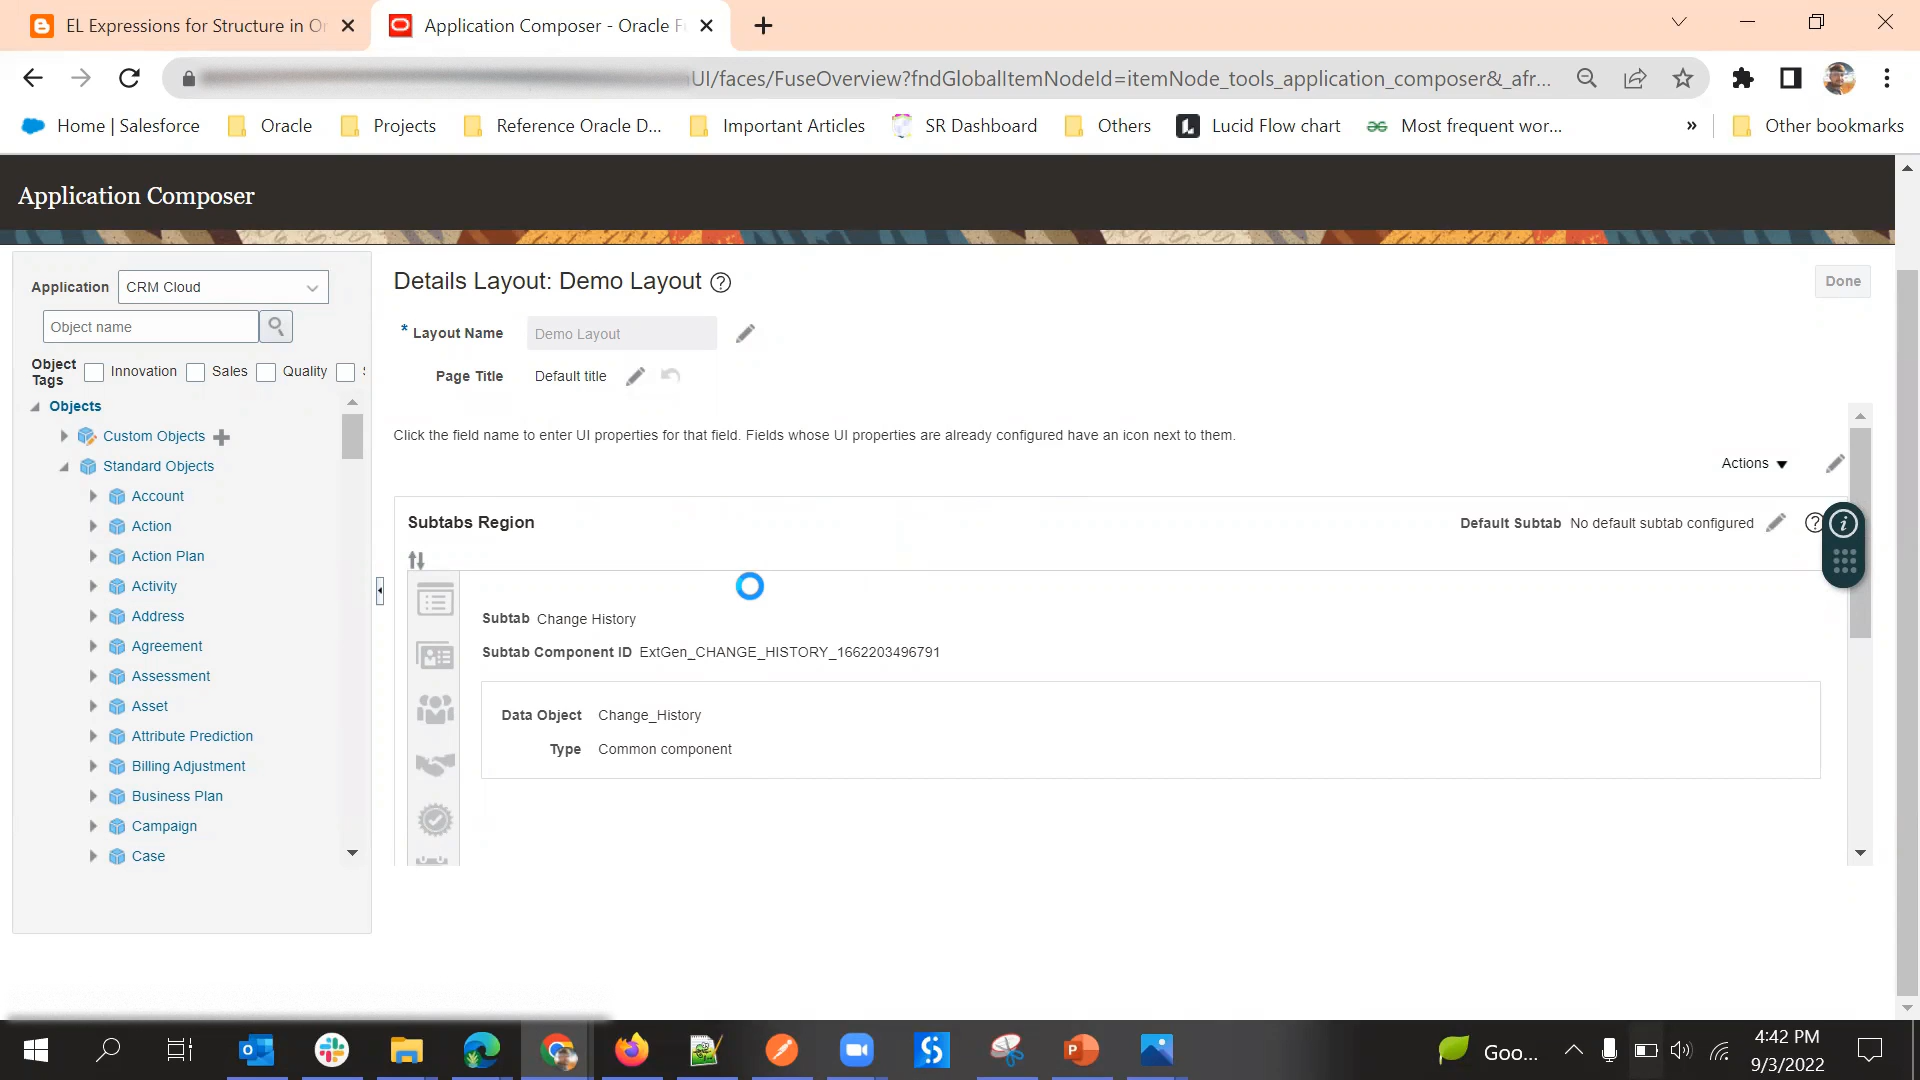 EL Expressions for Structure in Or
Application Composer - Oracle F
UI/faces/FuseOverview?fndGlobalItemNodeId=itemNode_tools_application_composer&_afr...
Home | Salesforce
Oracle
Projects
Reference Oracle D...
Important Articles
SR Dashboard
Others
Lucid Flow chart
Most frequent wor...
»
Other bookmarks
Application Composer
Application CRM Cloud
Object name
Object Tags
Innovation
Sales
Quality
Objects
Custom Objects
Standard Objects
Account
Action
Action Plan
Activity
Address
Agreement
Assessment
Asset
Attribute Prediction
Billing Adjustment
Business Plan
Campaign
Case
Details Layout: Demo Layout
Done
* Layout Name Demo Layout
Page Title Default title
Click the field name to enter UI properties for that field. Fields whose UI properties are already configured have an icon next to them.
Actions
Subtabs Region
Default Subtab No default subtab configured
Subtab Change History
Subtab Component ID ExtGen_CHANGE_HISTORY_1662203496791
Data Object Change_History
Type Common component
Goo...
4:42 PM
9/3/2022